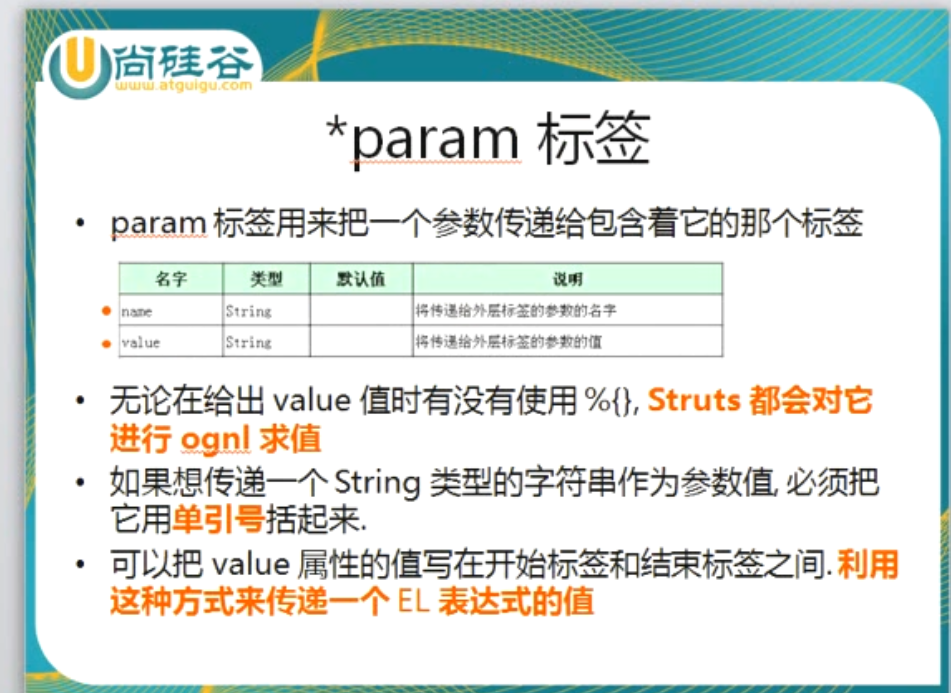 尚硅谷
www.atguigu.com
*param 标签
• param 标签用来把一个参数传递给包含着它的那个标签
名字 类型 默认值 说明
name String 将传递给外层标签的参数的名字
value String 将传递给外层标签的参数的值
• 无论在给出 value 值时有没有使用 %{}, Struts 都会对它
进行 ognl 求值
• 如果想传递一个 String 类型的字符串作为参数值, 必须把
它用单引号括起来.
• 可以把 value 属性的值写在开始标签和结束标签之间. 利用
这种方式来传递一个 EL 表达式的值